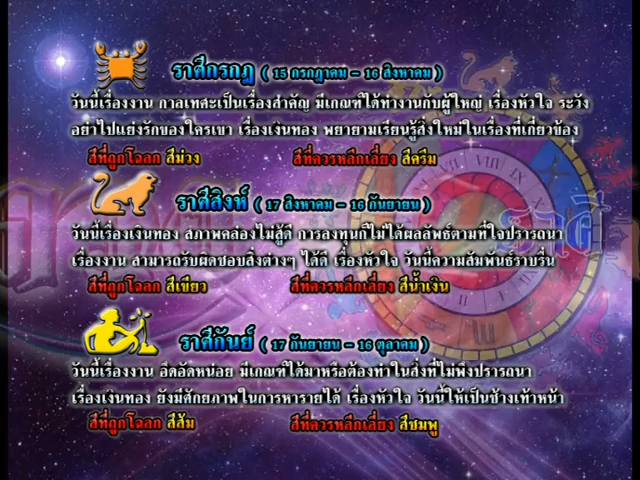 ราศีกรกฎ ( 15 กรกฎาคม - 16 สิงหาคม )
วันนี้เรื่องงาน กาลเทศะเป็นเรื่องสำคัญ มีเกณฑ์ได้ทำงานกับผู้ใหญ่ เรื่องหัวใจ ระวัง
อย่าไปแย่งรักของใครเขา เรื่องเงินทอง พยายามเรียนรู้สิ่งใหม่ในเรื่องที่เกี่ยวข้อง
สีที่ถูกโฉลก สีม่วง สีที่ควรหลีกเลี่ยง สีครีม
ราศีสิงห์ ( 17 สิงหาคม - 16 กันยายน )
วันนี้เรื่องเงินทอง สภาพคล่องไม่สู้ดี การลงทุนก็ไม่ได้ผลลัพธ์ตามที่ใจปรารถนา
เรื่องงาน สามารถรับผิดชอบสิ่งต่างๆ ได้ดี เรื่องหัวใจ วันนี้ความสัมพันธ์ราบรื่น
สีที่ถูกโฉลก สีเขียว สีที่ควรหลีกเลี่ยง สีน้ำเงิน
ราศีกันย์ ( 17 กันยายน - 16 ตุลาคม )
วันนี้เรื่องงาน อึดอัดหน่อย มีเกณฑ์ได้มาหรือต้องทำในสิ่งที่ไม่พึงปรารถนา
เรื่องเงินทอง ยังมีศักยภาพในการหารายได้ เรื่องหัวใจ วันนี้ให้เป็นช้างเท้าหน้า
สีที่ถูกโฉลก สีส้ม สีที่ควรหลีกเลี่ยง สีชมพู